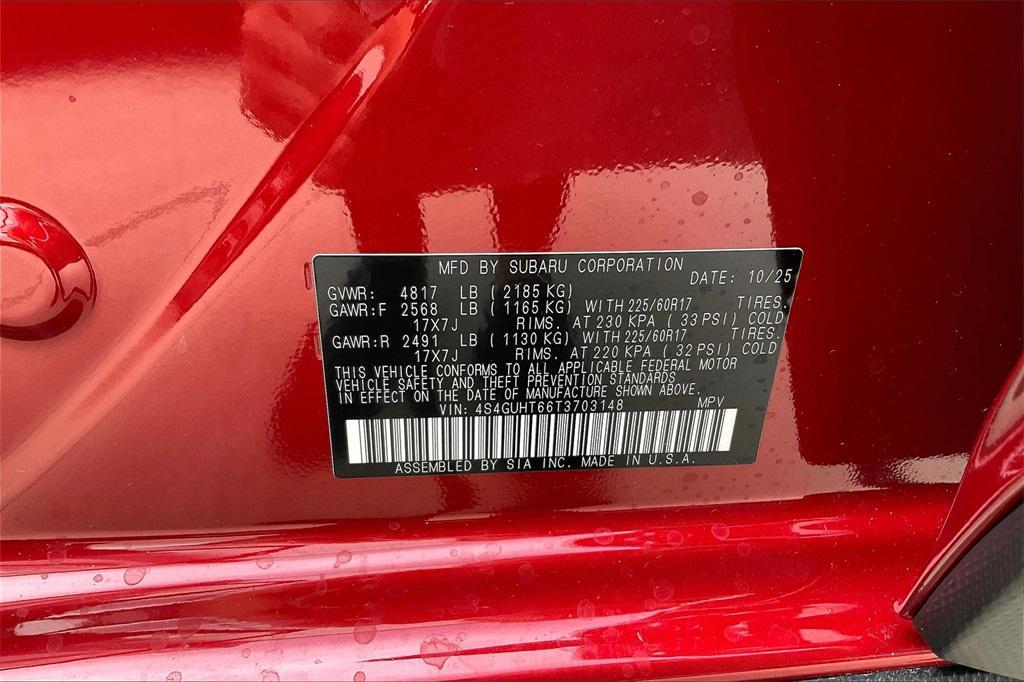 MFD BY SUBARU CORPORATION DATE: 10/25
GVWR: 4817 LB ( 2185 KG)
GAWR:F 2568 LB ( 1165 KG) WITH 225/60R17 TIRES.
17X7J RIMS. AT 230 KPA ( 33 PSI) COLD
GAWR:R 2491 LB ( 1130 KG) WITH 225/60R17 TIRES.
17X7J RIMS. AT 220 KPA ( 32 PSI) COLD
THIS VEHICLE CONFORMS TO ALL APPLICABLE FEDERAL MOTOR
VEHICLE SAFETY AND THEFT PREVENTION STANDARDS
IN EFFECT ON THE DATE OF MANUFACTURE SHOWN ABOVE.
VIN: 4S4GUHT66T3703148 MPV
ASSEMBLED BY SIA INC. MADE IN U.S.A.